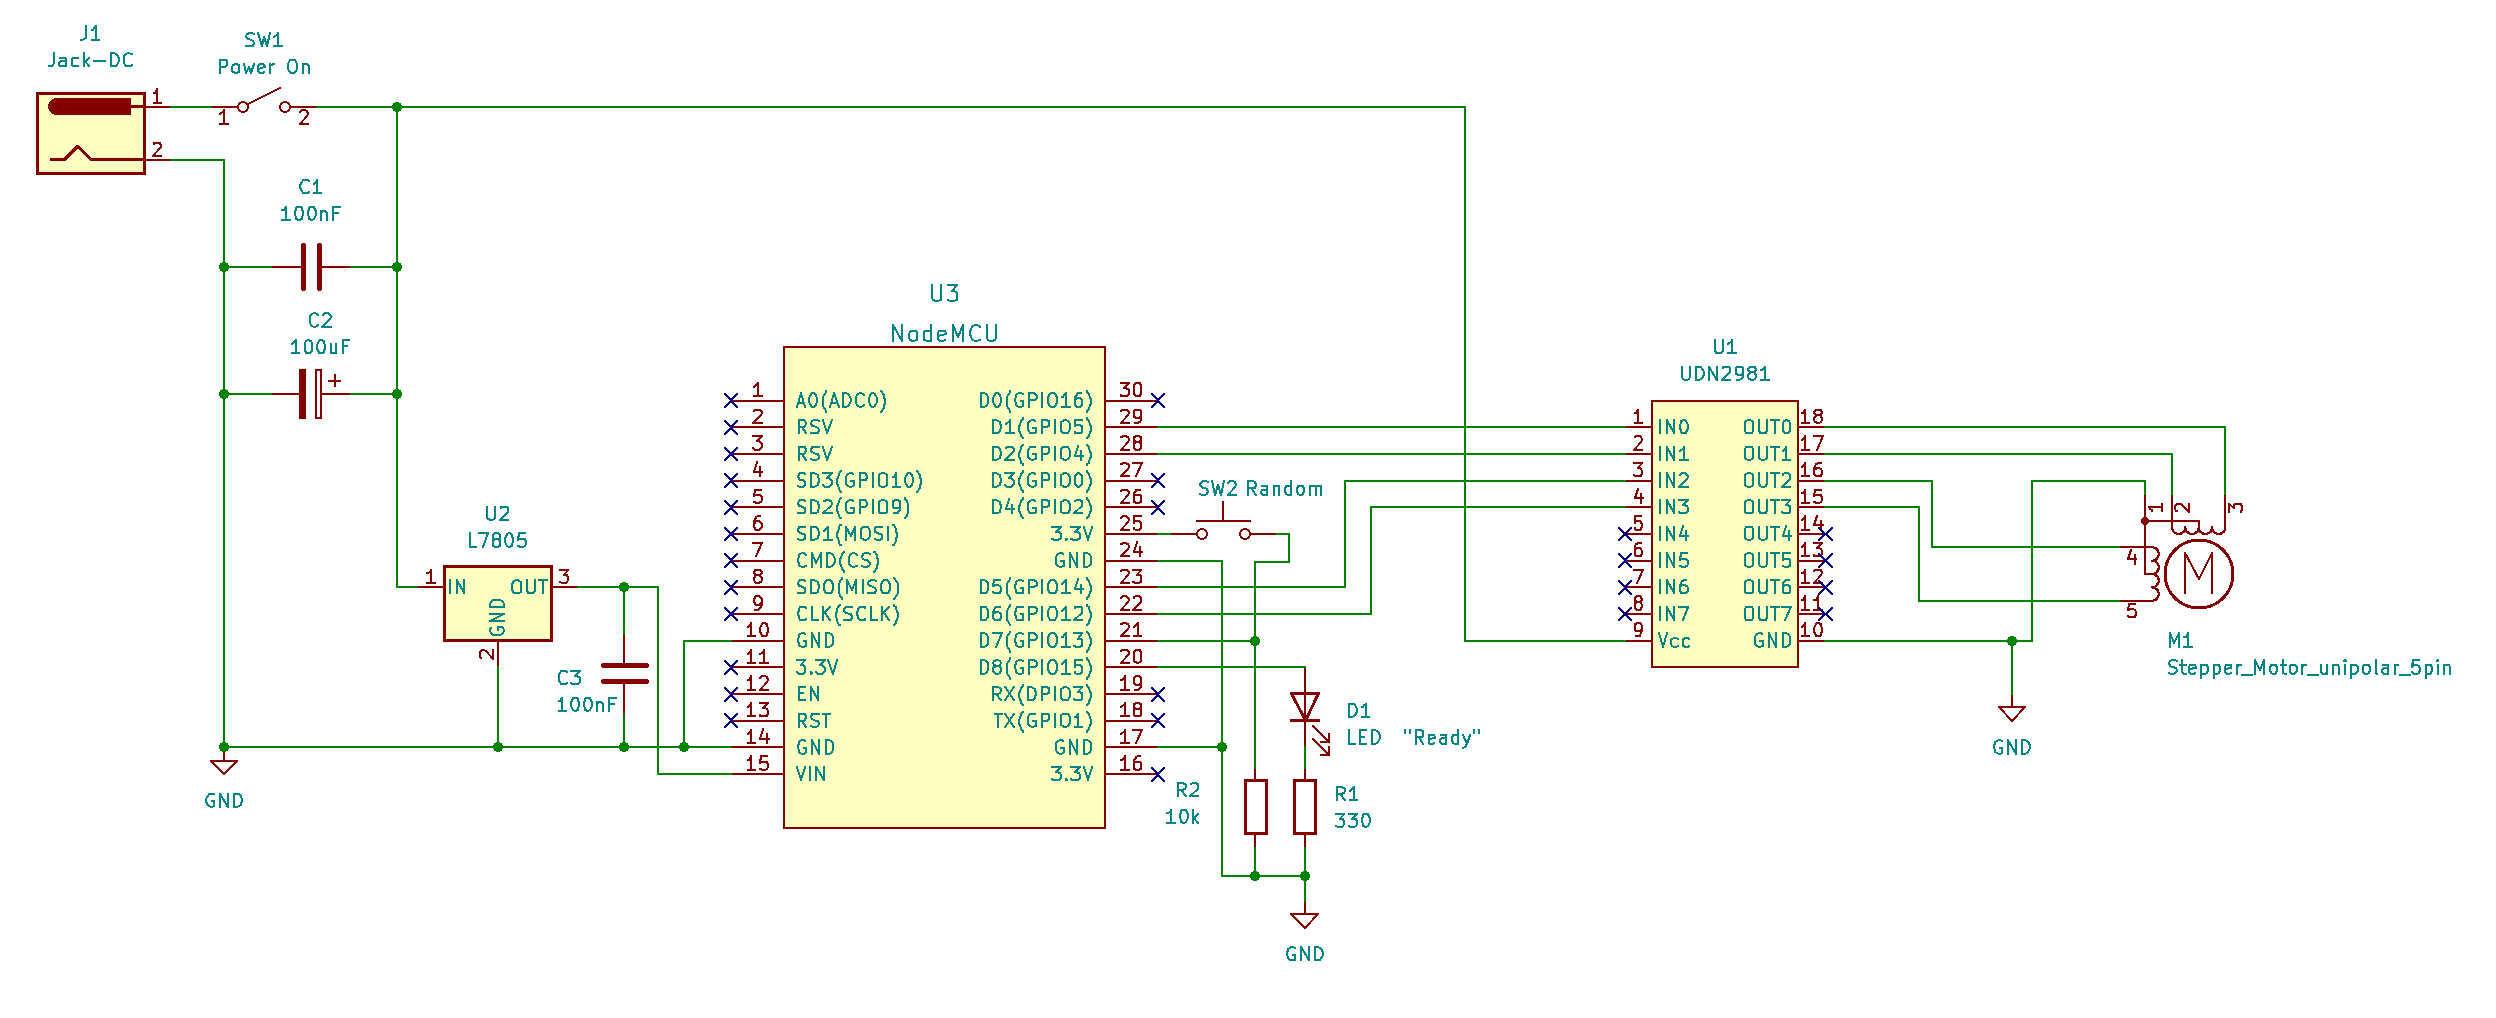 J1
Jack-DC
1
2
SW1
Power On
1
2
C1
100nF
C2
100uF
+
U2
L7805
1
IN
OUT
3
GND
2
C3
100nF
GND
U3
NodeMCU
1 A0(ADC0)
2 RSV
3 RSV
4 SD3(GPIO10)
5 SD2(GPIO9)
6 SD1(MOSI)
7 CMD(CS)
8 SDO(MISO)
9 CLK(SCLK)
10 GND
11 3.3V
12 EN
13 RST
14 GND
15 VIN
D0(GPIO16) 30
D1(GPIO5) 29
D2(GPIO4) 28
D3(GPIO0) 27
D4(GPIO2) 26
3.3V 25
GND 24
D5(GPIO14) 23
D6(GPIO12) 22
D7(GPIO13) 21
D8(GPIO15) 20
RX(DPIO3) 19
TX(GPIO1) 18
GND 17
3.3V 16
SW2 Random
D1
LED "Ready"
R2
10k
R1
330
GND
U1
UDN2981
1 IN0
2 IN1
3 IN2
4 IN3
5 IN4
6 IN5
7 IN6
8 IN7
9 Vcc
OUT0 18
OUT1 17
OUT2 16
OUT3 15
OUT4 14
OUT5 13
OUT6 12
OUT7 11
GND 10
GND
1
2
3
4
5
M
M1
Stepper_Motor_unipolar_5pin